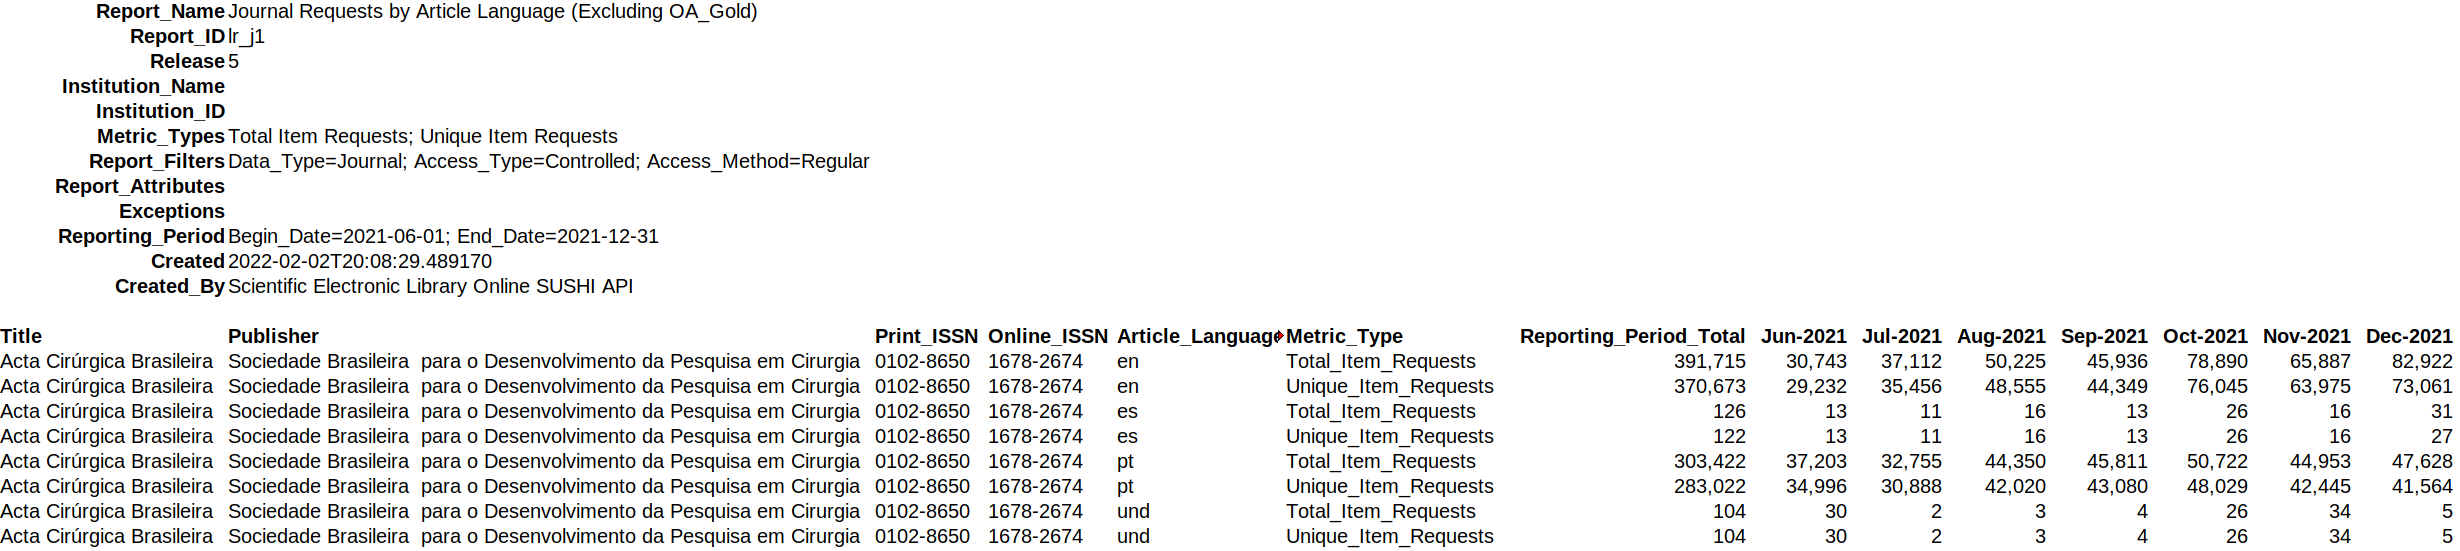 Report_Name Journal Requests by Article Language (Excluding OA_Gold)
Report_ID lr_j1
Release 5
Institution_Name
Institution_ID
Metric_Types Total Item Requests; Unique Item Requests
Report_Filters Data_Type=Journal; Access_Type=Controlled; Access_Method=Regular
Report_Attributes
Exceptions
Reporting_Period Begin_Date=2021-06-01; End_Date=2021-12-31
Created 2022-02-02T20:08:29.489170
Created_By Scientific Electronic Library Online SUSHI API
Title Publisher Print_ISSN Online_ISSN Article_Language Metric_Type Reporting_Period_Total Jun-2021 Jul-2021 Aug-2021 Sep-2021 Oct-2021 Nov-2021 Dec-2021
Acta Cirúrgica Brasileira Sociedade Brasileira  para o Desenvolvimento da Pesquisa em Cirurgia 0102-8650 1678-2674 en Total_Item_Requests 391,715 30,743 37,112 50,225 45,936 78,890 65,887 82,922
Acta Cirúrgica Brasileira Sociedade Brasileira  para o Desenvolvimento da Pesquisa em Cirurgia 0102-8650 1678-2674 en Unique_Item_Requests 370,673 29,232 35,456 48,555 44,349 76,045 63,975 73,061
Acta Cirúrgica Brasileira Sociedade Brasileira  para o Desenvolvimento da Pesquisa em Cirurgia 0102-8650 1678-2674 es Total_Item_Requests 126 13 11 16 13 26 16 31
Acta Cirúrgica Brasileira Sociedade Brasileira  para o Desenvolvimento da Pesquisa em Cirurgia 0102-8650 1678-2674 es Unique_Item_Requests 122 13 11 16 13 26 16 27
Acta Cirúrgica Brasileira Sociedade Brasileira  para o Desenvolvimento da Pesquisa em Cirurgia 0102-8650 1678-2674 pt Total_Item_Requests 303,422 37,203 32,755 44,350 45,811 50,722 44,953 47,628
Acta Cirúrgica Brasileira Sociedade Brasileira  para o Desenvolvimento da Pesquisa em Cirurgia 0102-8650 1678-2674 pt Unique_Item_Requests 283,022 34,996 30,888 42,020 43,080 48,029 42,445 41,564
Acta Cirúrgica Brasileira Sociedade Brasileira  para o Desenvolvimento da Pesquisa em Cirurgia 0102-8650 1678-2674 und Total_Item_Requests 104 30 2 3 4 26 34 5
Acta Cirúrgica Brasileira Sociedade Brasileira  para o Desenvolvimento da Pesquisa em Cirurgia 0102-8650 1678-2674 und Unique_Item_Requests 104 30 2 3 4 26 34 5